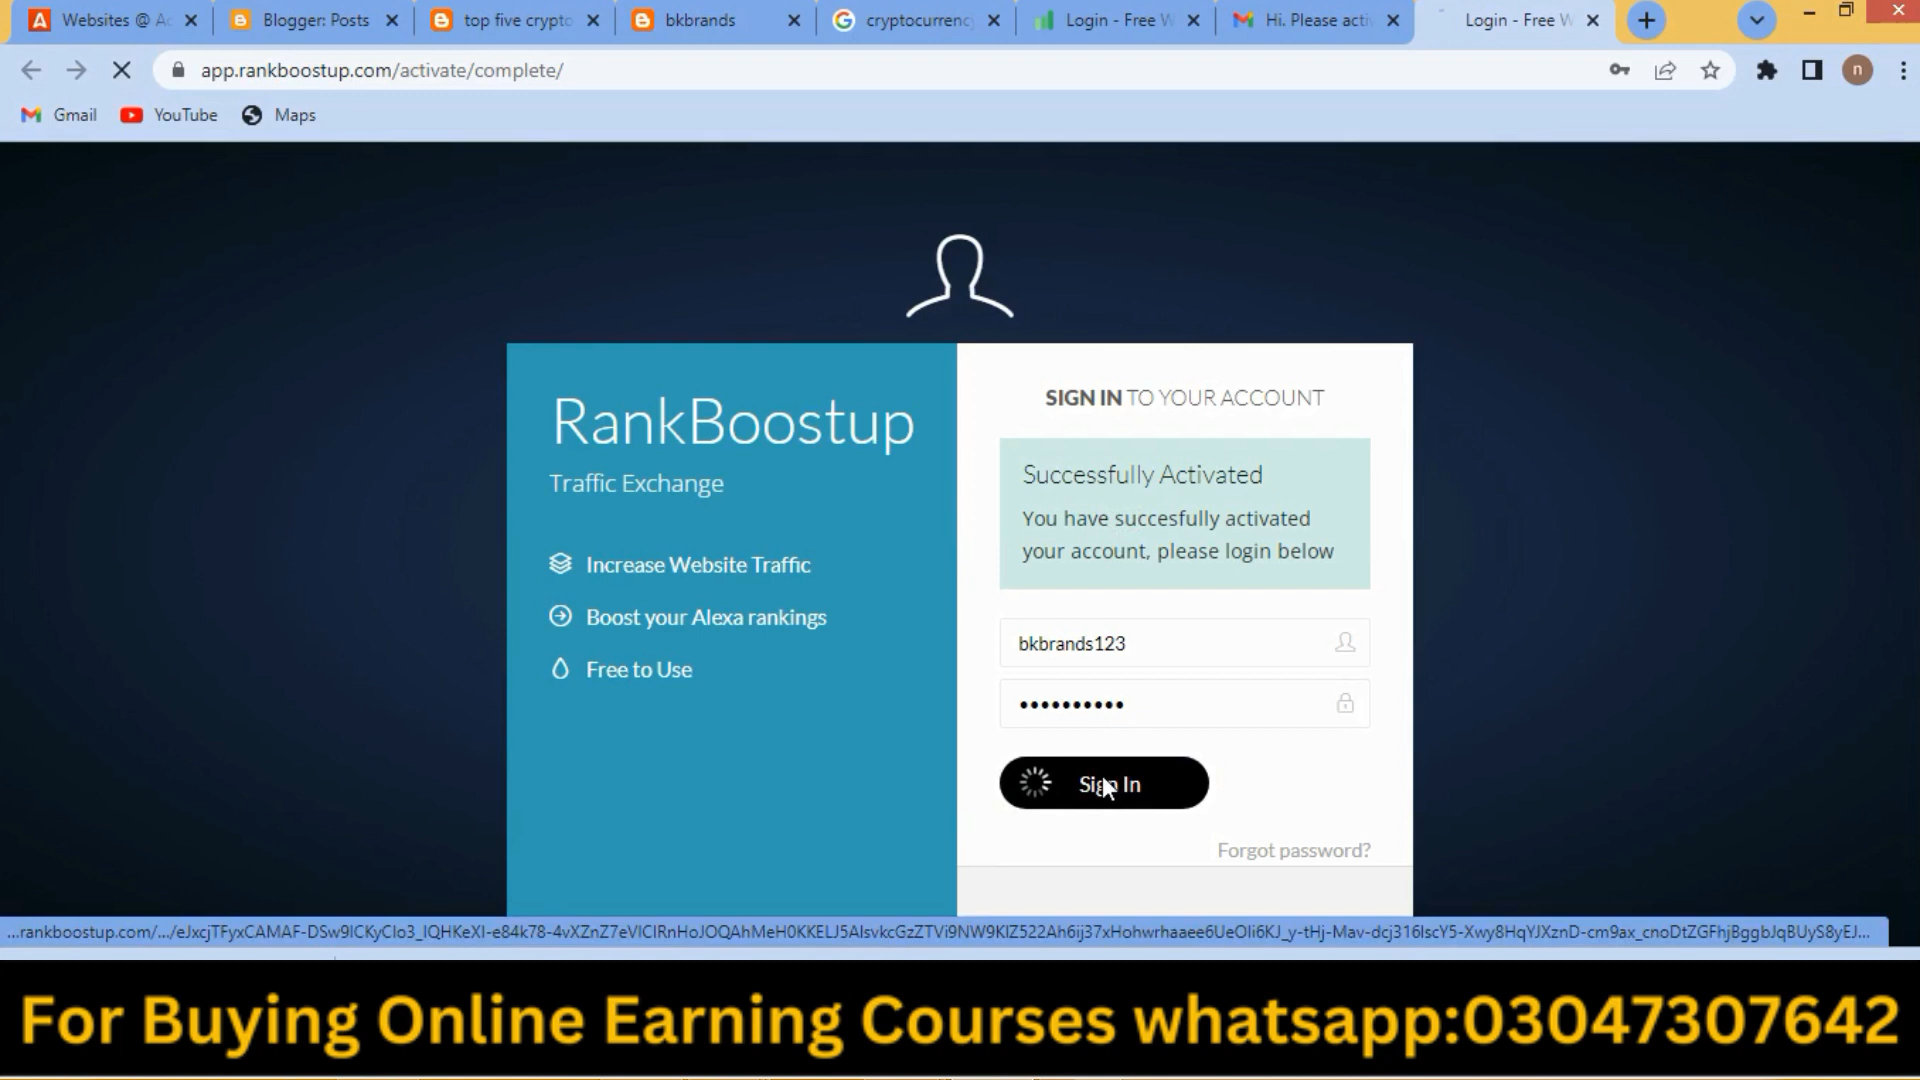 Websites @ Ac
Blogger: Posts
top five crypto
bkbrands
cryptocurrency
Login - Free W
Hi. Please activ
Login - Free W
app.rankboostup.com/activate/complete/
n
Gmail
YouTube
Maps
RankBoostup
Traffic Exchange
Increase Website Traffic
Boost your Alexa rankings
Free to Use
SIGN IN TO YOUR ACCOUNT
Successfully Activated
You have succesfully activated
your account, please login below
bkbrands123
Sign In
Forgot password?
For Buying Online Earning Courses whatsapp:03047307642